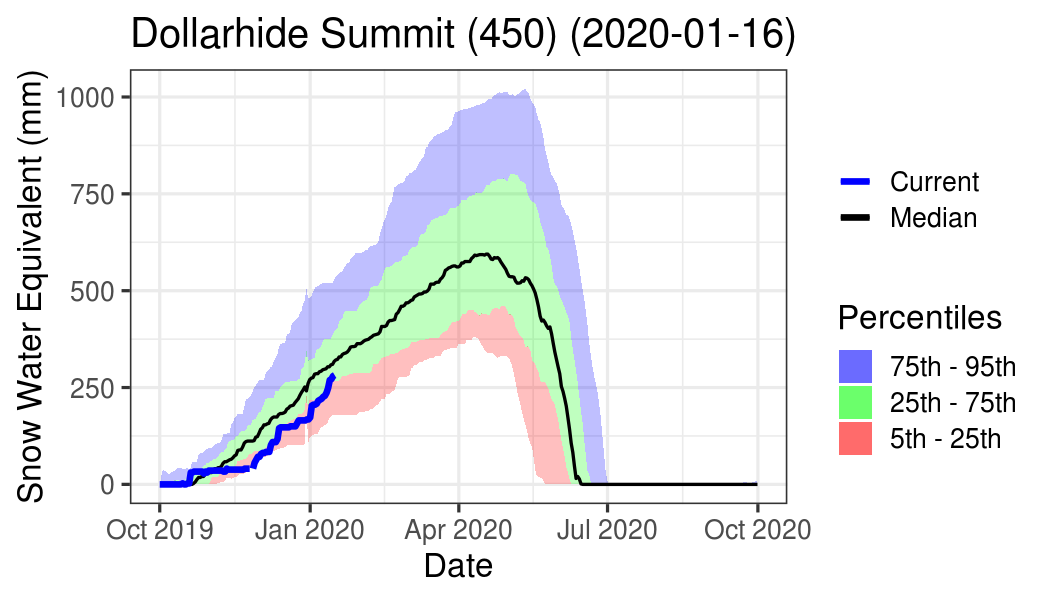 Dollarhide Summit (450) (2020-01-16)
Snow Water Equivalent (mm)
1000
750
500
250
0
Oct 2019 Jan 2020 Apr 2020 Jul 2020 Oct 2020
Date
Current
Median
Percentiles
75th - 95th
25th - 75th
5th - 25th